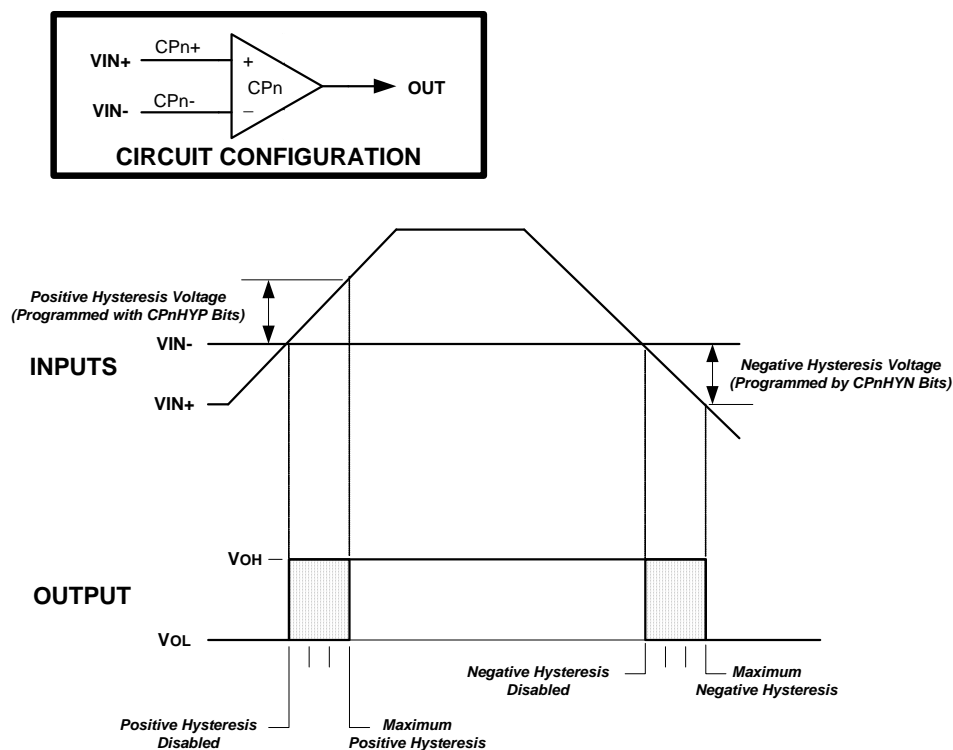 CPn+
VIN+
+
CPn
OUT
CPn-
VIN-
_
CIRCUIT CONFIGURATION
Positive Hysteresis Voltage
(Programmed with CPnHYP Bits)
VIN-
INPUTS
Negative Hysteresis Voltage
(Programmed by CPnHYN Bits)
VIN+
VOH
OUTPUT
VOL
Negative Hysteresis
Disabled
Maximum
Negative Hysteresis
Positive Hysteresis
Disabled
Maximum
Positive Hysteresis